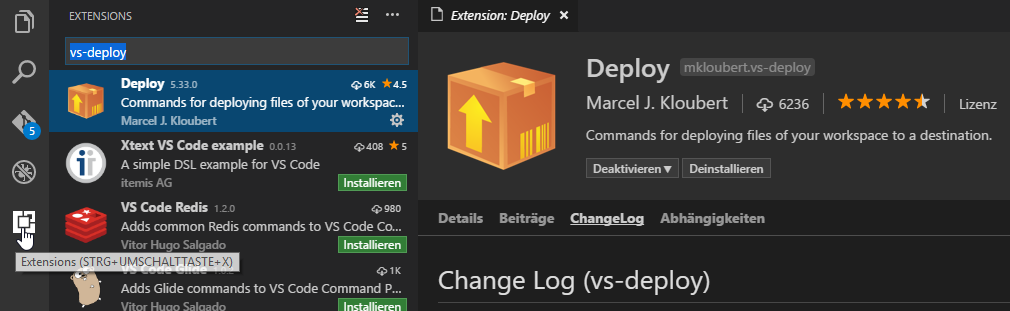 EXTENSIONS
vs-deploy
Deploy 5.33.0 6K 4.5
Commands for deploying files of your workspac...
Marcel J. Kloubert
Xtext VS Code example 0.0.13 408 5
A simple DSL example for VS Code
itemis AG Installieren
VS Code Redis 1.2.0 980
Adds common Redis commands to VS Code Co...
Vitor Hugo Salgado Installieren
VS Code Glide 1.0.2 1K
Adds Glide commands to VS Code Command P...
Vitor Hugo Salgado Installieren
5
Extensions (STRG+UMSCHALTTASTE+X)
Extension: Deploy
Deploy mkloubert.vs-deploy
Marcel J. Kloubert 6236 Lizenz
Commands for deploying files of your workspace to a destination.
Deaktivieren Deinstallieren
Details Beiträge ChangeLog Abhängigkeiten
Change Log (vs-deploy)